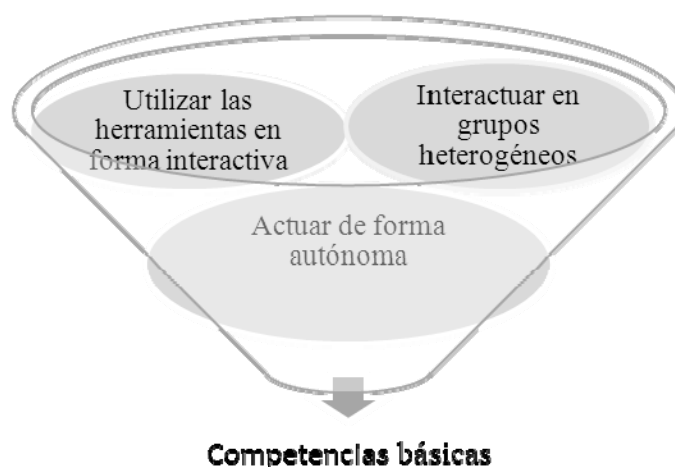 Utilizar las
herramientas en
forma interactiva
Interactuar en
grupos
heterogéneos
Actuar de forma
autónoma
Competencias básicas